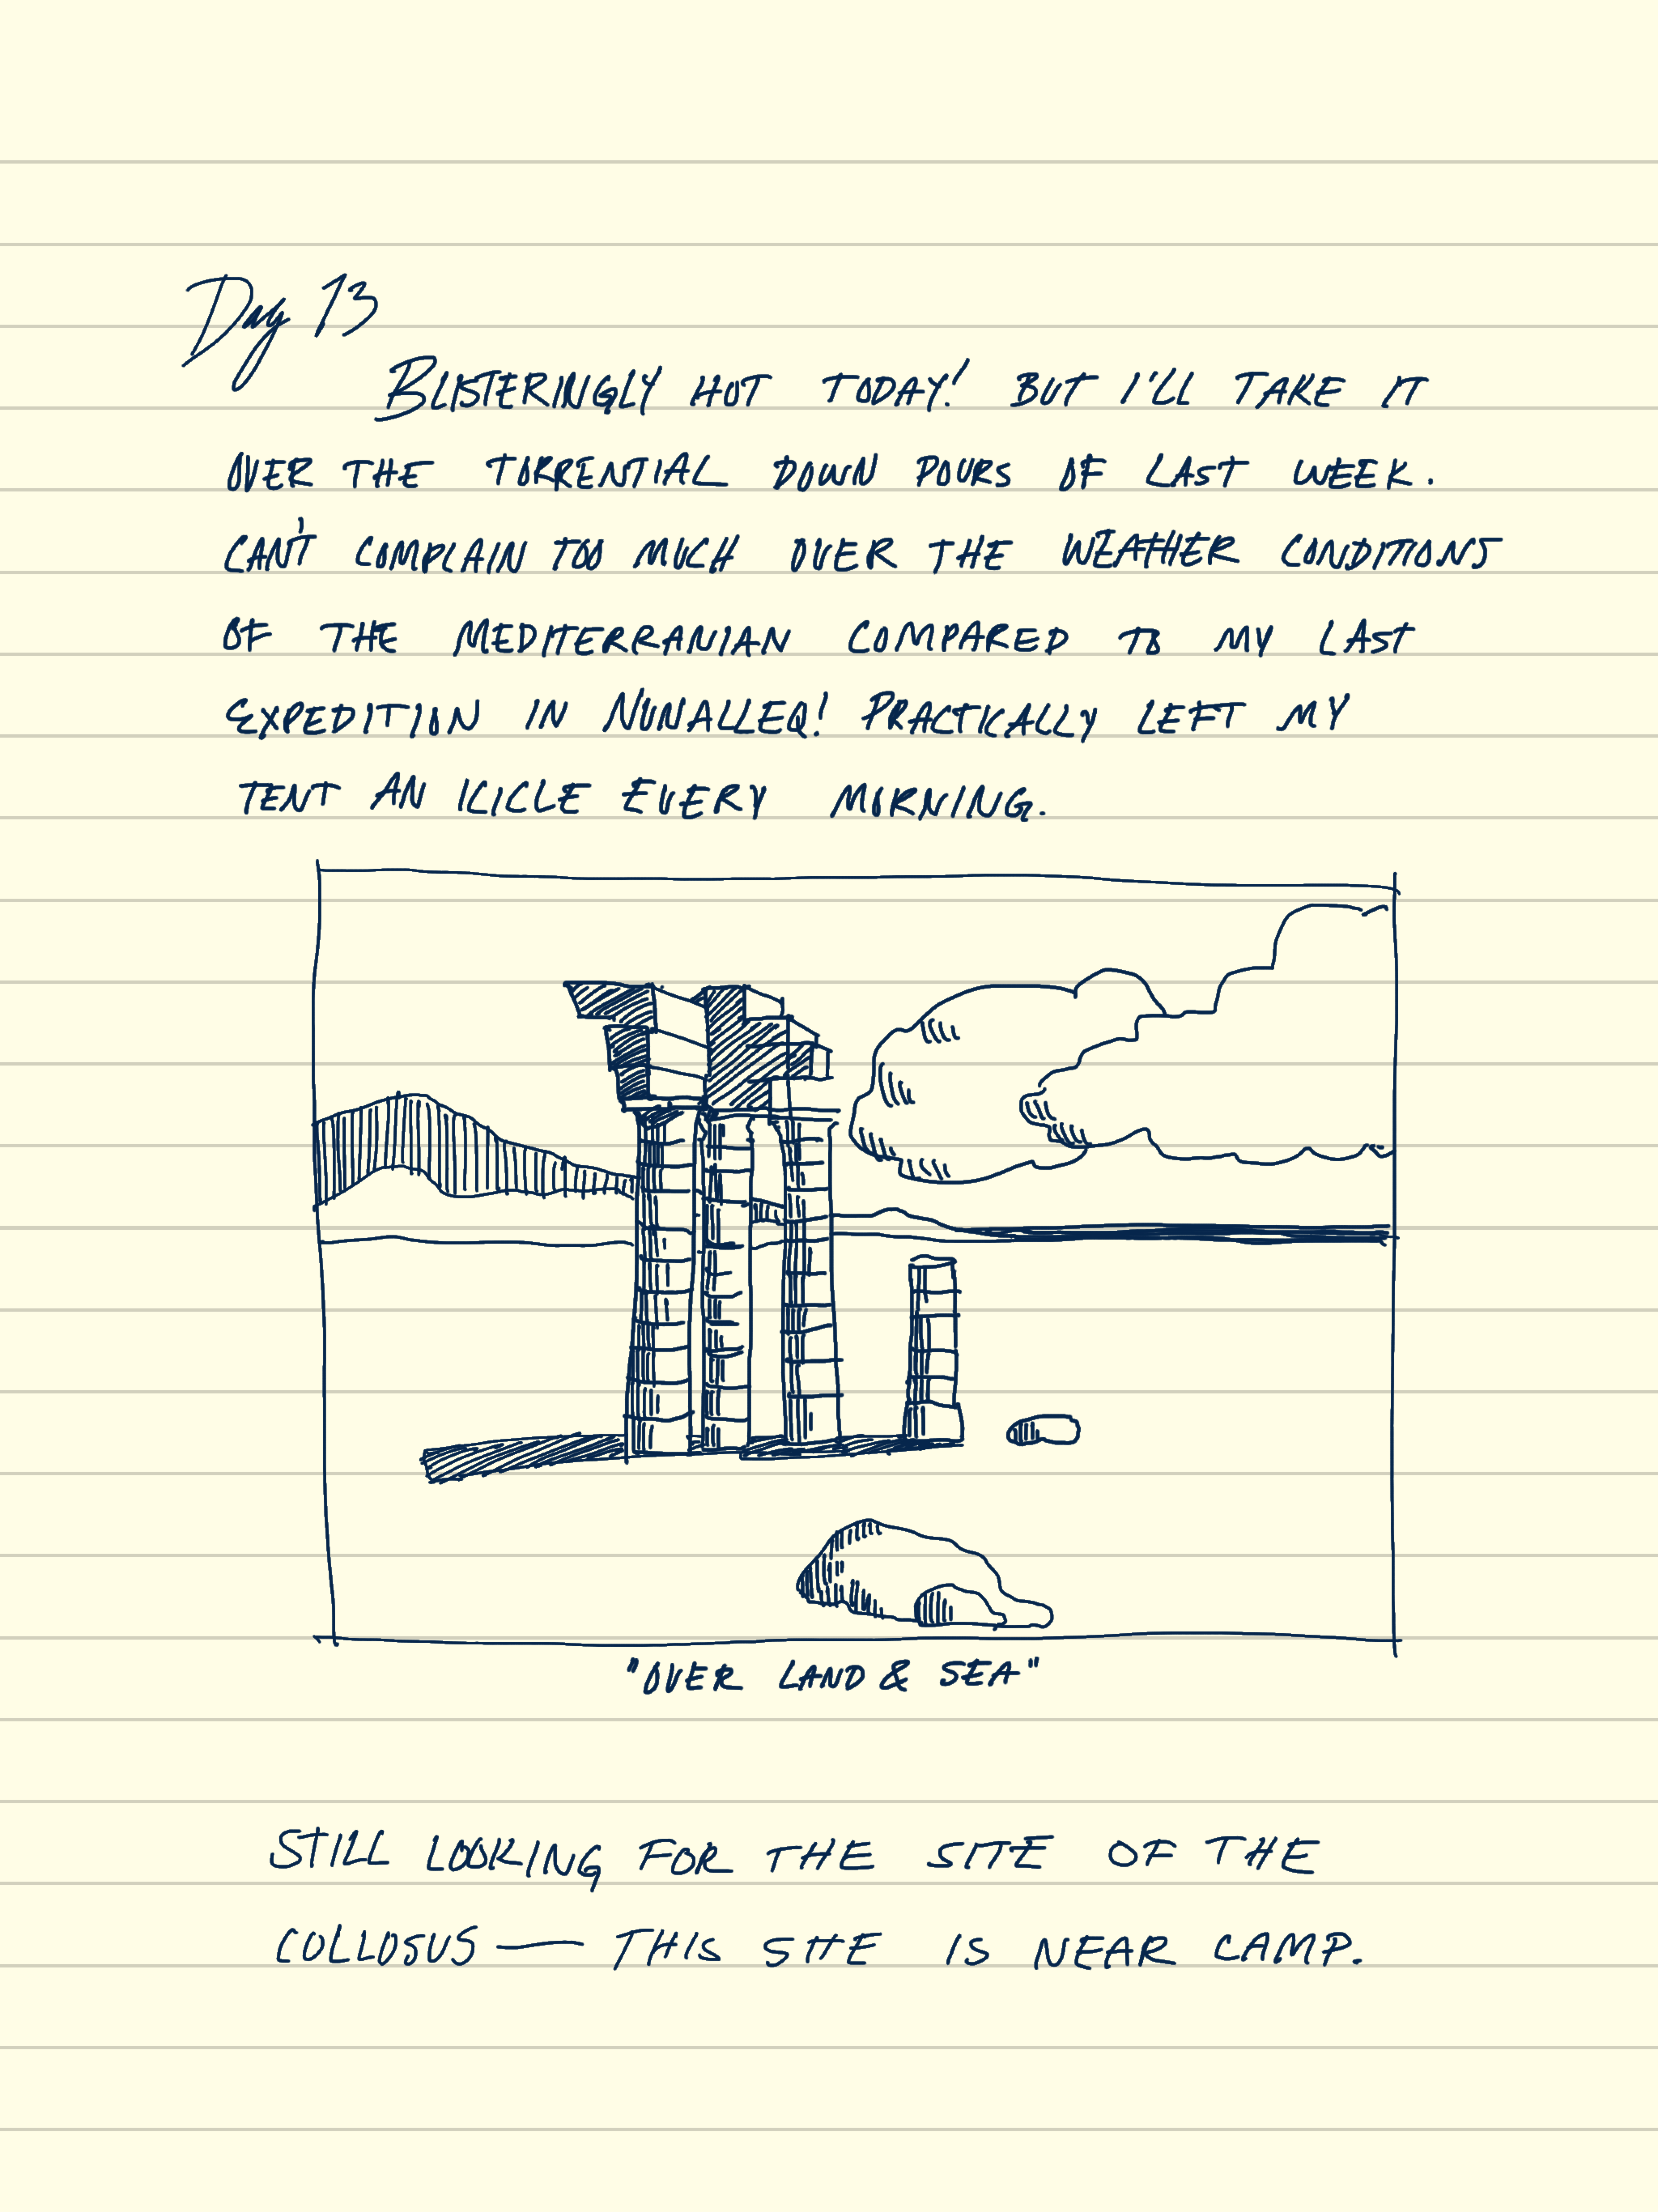 Day 13
BLISTERINGLY HOT TODAY! BUT I'LL TAKE IT
OVER THE TORRENTIAL DOWN POURS OF LAST WEEK.
CAN'T COMPLAIN TOO MUCH OVER THE WEATHER CONDITIONS
OF THE MEDITERRANIAN COMPARED TO MY LAST
EXPEDITION IN NUNALLEQ! PRACTICALLY LEFT MY
TENT AN ICICLE EVERY MORNING.
"OVER LAND & SEA"
STILL LOOKING FOR THE SITE OF THE
COLLOSUS — THIS SITE IS NEAR CAMP.